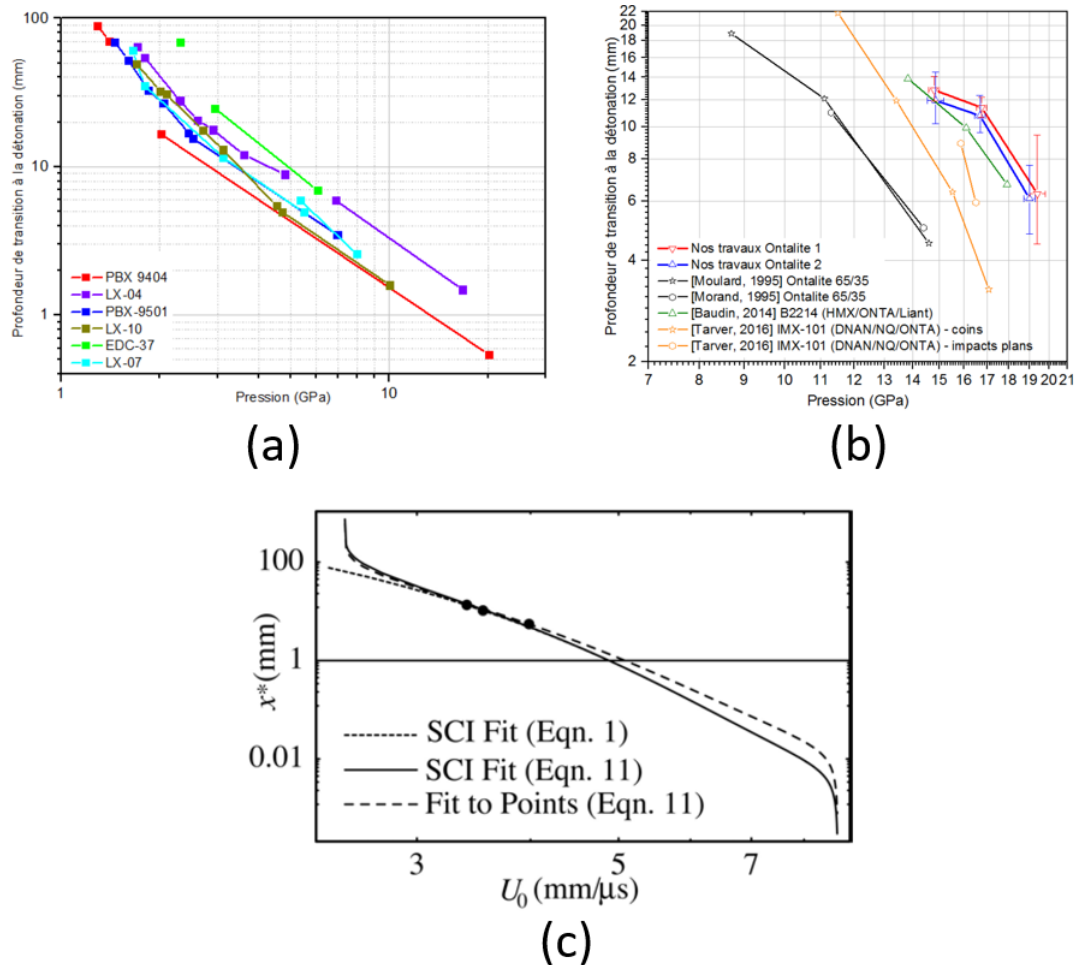 Profondeur de transition à la détonation (mm)
100
10
1
PBX 9404
LX-04
PBX-9501
LX-10
EDC-37
LX-07
1
10
Pression (GPa)
(a)
Profondeur de transition à la détonation (mm)
22
20
18
16
14
12
10
8
6
4
2
Nos travaux Ontalite 1
Nos travaux Ontalite 2
[Moulard, 1995] Ontalite 65/35
[Morand, 1995] Ontalite 65/35
[Baudin, 2014] B2214 (HMX/ONTA/Liant)
[Tarver, 2016] IMX-101 (DNAN/NQ/ONTA) - coins
[Tarver, 2016] IMX-101 (DNAN/NQ/ONTA) - impacts plans
7 8 9 10 11 12 13 14 15 16 17 18 19 20 21
Pression (GPa)
(b)
x* (mm)
100
1
0.01
SCI Fit (Eqn. 1)
SCI Fit (Eqn. 11)
Fit to Points (Eqn. 11)
3 5 7
U₀ (mm/µs)
(c)